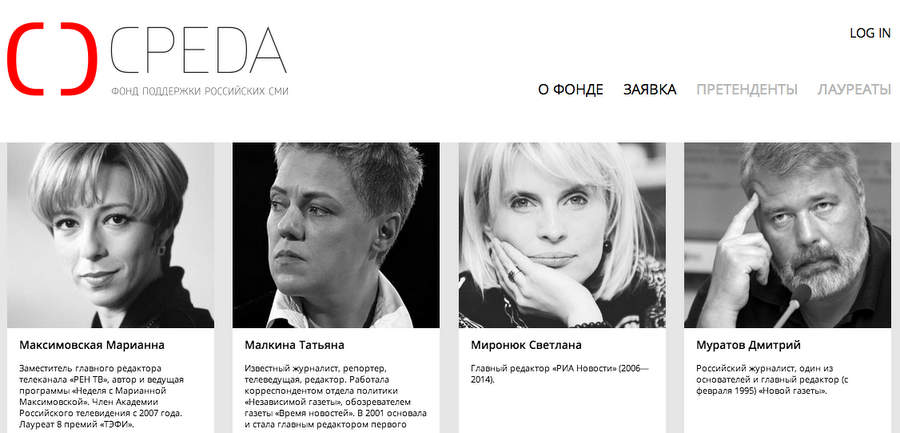 СРЕДА
ФОНД ПОДДЕРЖКИ РОССИЙСКИХ СМИ
LOG IN
О ФОНДЕ ЗАЯВКА ПРЕТЕНДЕНТЫ ЛАУРЕАТЫ
Максимовская Марианна
Заместитель главного редактора
телеканала «РЕН ТВ», автор и ведущая
программы «Неделя с Марианной
Максимовской». Член Академии
Российского телевидения с 2007 года.
Лауреат 8 премий «ТЭФИ».
Малкина Татьяна
Известный журналист, репортер,
телеведущая, редактор. Работала
корреспондентом отдела политики
«Независимой газеты», обозревателем
газеты «Время новостей». В 2001 основала
и стала главным редактором первого
Миронюк Светлана
Главный редактор «РИА Новости» (2006—
2014).
Муратов Дмитрий
Российский журналист, один из
основателей и главный редактор (с
февраля 1995) «Новой газеты».